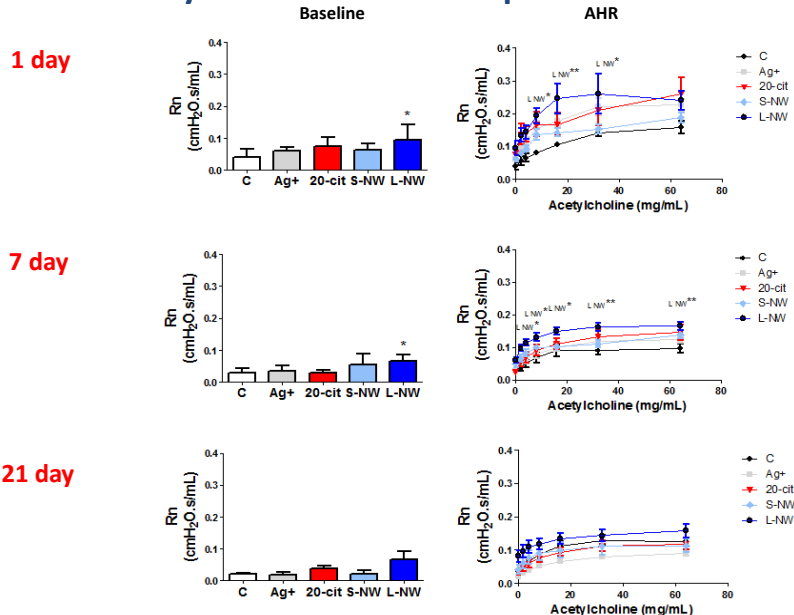 Baseline
AHR
1 day
Rn
(cmH2O.s/mL)
0.4
0.3
0.2
0.1
0.0
*
C Ag+ 20-cit S-NW L-NW
Rn
(cmH2O.s/mL)
0.4
0.3
0.2
0.1
0.0
L NW* L NW** L NW*
0 20 40 60 80
Acetylcholine (mg/mL)
C
Ag+
20-cit
S-NW
L-NW
7 day
Rn
(cmH2O.s/mL)
0.4
0.3
0.2
0.1
0.0
*
C Ag+ 20-cit S-NW L-NW
Rn
(cmH2O.s/mL)
0.4
0.3
0.2
0.1
0.0
L NW* L NW* L NW* L NW** L NW**
0 20 40 60 80
Acetylcholine (mg/mL)
C
Ag+
20-cit
S-NW
L-NW
21 day
Rn
(cmH2O.s/mL)
0.4
0.3
0.2
0.1
0.0
C Ag+ 20-cit S-NW L-NW
Rn
(cmH2O.s/mL)
0.4
0.3
0.2
0.1
0.0
0 20 40 60 80
Acetylcholine (mg/mL)
C
Ag+
20-cit
S-NW
L-NW